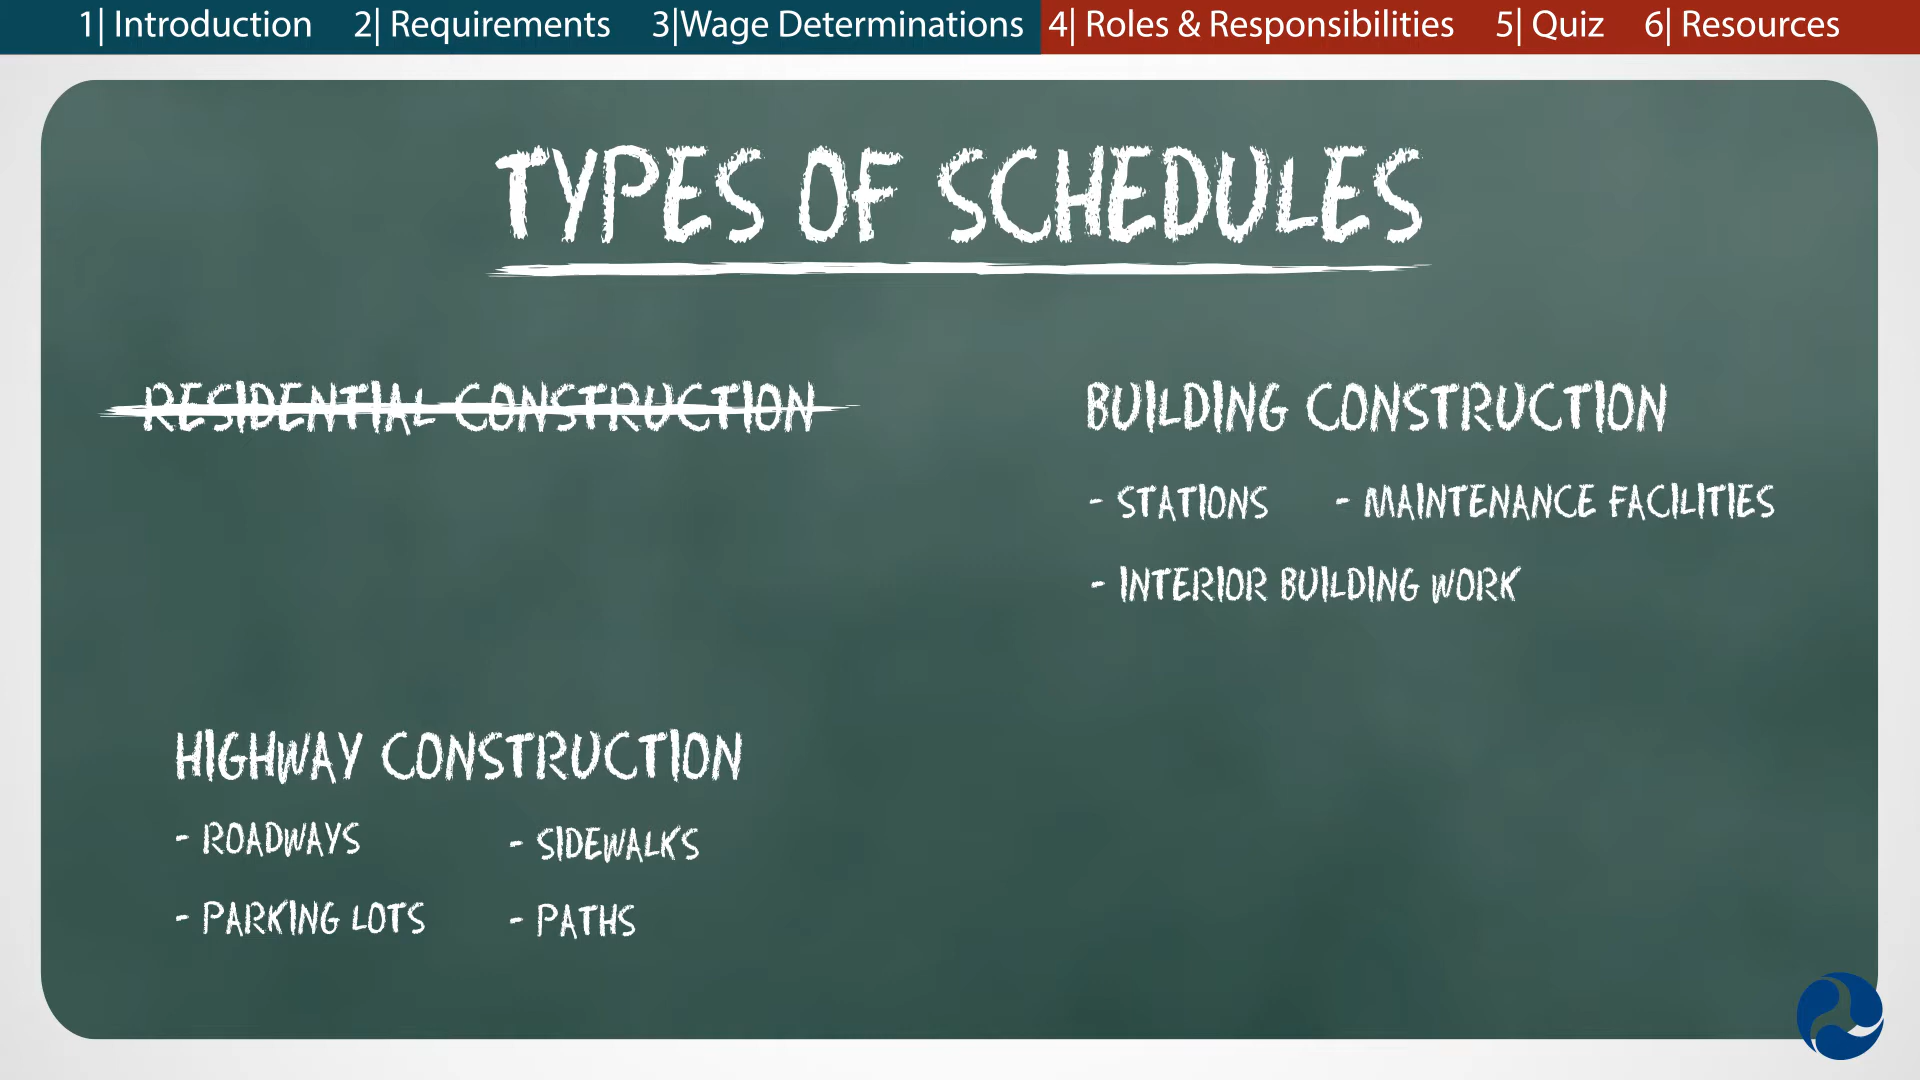 1| Introduction 2| Requirements 3|Wage Determinations 4| Roles & Responsibilities 5| Quiz 6| Resources
TYPES OF SCHEDULES
RESIDENTIAL CONSTRUCTION
BUILDING CONSTRUCTION
- STATIONS - MAINTENANCE FACILITIES
- INTERIOR BUILDING WORK
HIGHWAY CONSTRUCTION
- ROADWAYS - SIDEWALKS
- PARKING LOTS - PATHS